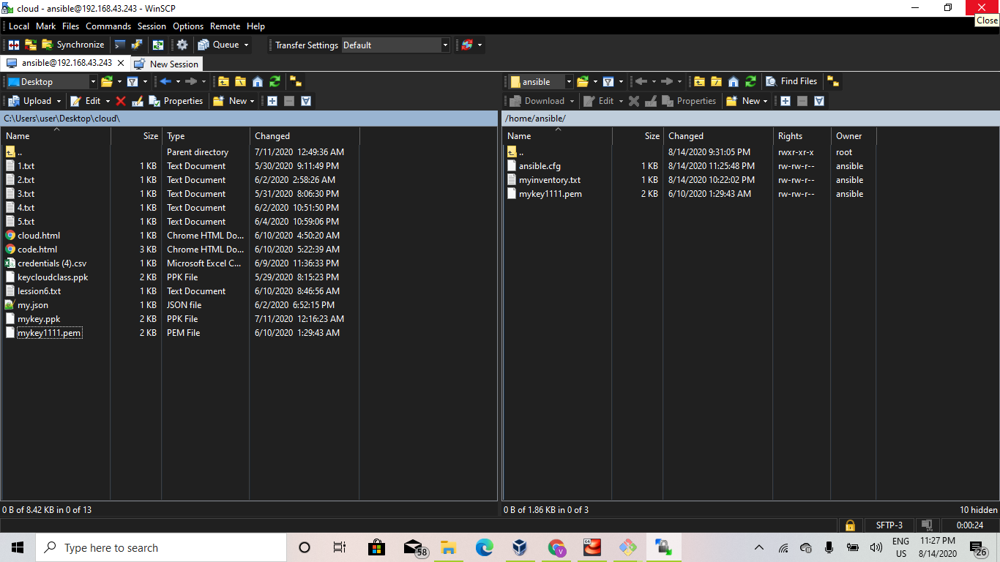 cloud - ansible@192.168.43.243 - WinSCP
Close
Local Mark Files Commands Session Options Remote Help
Synchronize Queue Transfer Settings Default
ansible@192.168.43.243 New Session
Desktop
ansible Find Files
Upload Edit Properties New
Download Edit Properties New
C:\Users\user\Desktop\cloud\
Name Size Type Changed
.. Parent directory 7/11/2020 12:49:36 AM
1.txt 1 KB Text Document 5/30/2020 9:11:49 PM
2.txt 1 KB Text Document 6/2/2020 2:58:26 AM
3.txt 1 KB Text Document 5/31/2020 8:06:30 PM
4.txt 1 KB Text Document 6/2/2020 10:51:50 PM
5.txt 1 KB Text Document 6/4/2020 10:59:06 PM
cloud.html 1 KB Chrome HTML Do... 6/10/2020 4:50:20 AM
code.html 3 KB Chrome HTML Do... 6/10/2020 5:22:39 AM
credentials (4).csv 1 KB Microsoft Excel C... 6/9/2020 11:36:33 PM
keycloudclass.ppk 2 KB PPK File 5/29/2020 8:15:23 PM
lession6.txt 1 KB Text Document 6/10/2020 8:46:56 AM
my.json 1 KB JSON file 6/2/2020 6:52:15 PM
mykey.ppk 2 KB PPK File 7/11/2020 12:16:23 AM
mykey1111.pem 2 KB PEM File 6/10/2020 1:29:43 AM
0 B of 8.42 KB in 0 of 13
/home/ansible/
Name Size Changed Rights Owner
.. 8/14/2020 9:31:05 PM rwxr-xr-x root
ansible.cfg 1 KB 8/14/2020 11:25:48 PM rw-rw-r-- ansible
myinventory.txt 1 KB 8/14/2020 10:22:02 PM rw-rw-r-- ansible
mykey1111.pem 2 KB 6/10/2020 1:29:43 AM rw-rw-r-- ansible
0 B of 1.86 KB in 0 of 3 10 hidden
SFTP-3 0:00:24
Type here to search
58
V
64
ENG
US
11:27 PM
8/14/2020
26